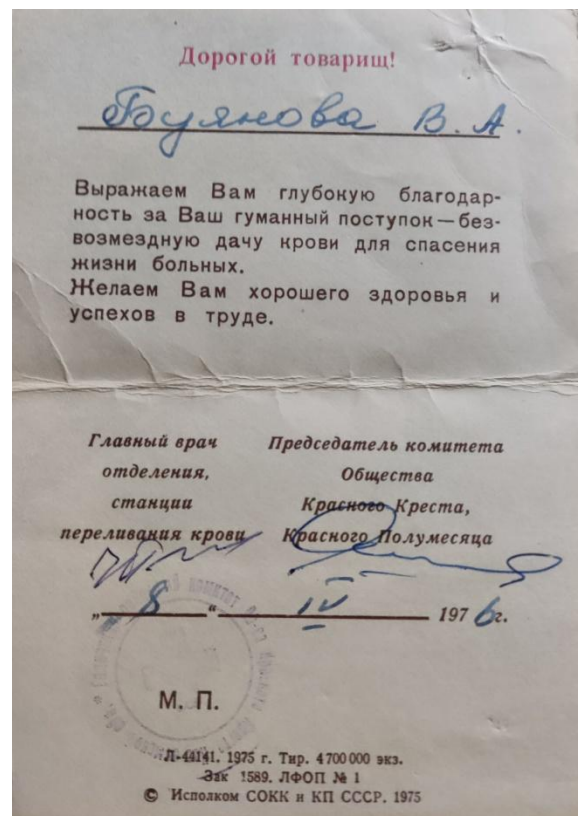 Дорогой товарищ!
Буянова В. А.
Выражаем Вам глубокую благодар-
ность за Ваш гуманный поступок — без-
возмездную дачу крови для спасения
жизни больных.
Желаем Вам хорошего здоровья и
успехов в труде.
Главный врач
отделения,
станции
переливания крови
Председатель комитета
Общества
Красного Креста,
Красного Полумесяца
„ 8 “ IV 1976 г.
М. П.
Л-44141. 1975 г. Тир. 4 700 000 экз.
Зак 1589. ЛФОП № 1
© Исполком СОКК и КП СССР. 1975